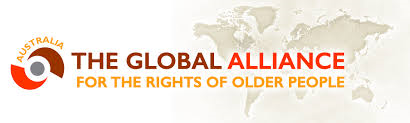 AUSTRALIA
THE GLOBAL ALLIANCE
FOR THE RIGHTS OF OLDER PEOPLE